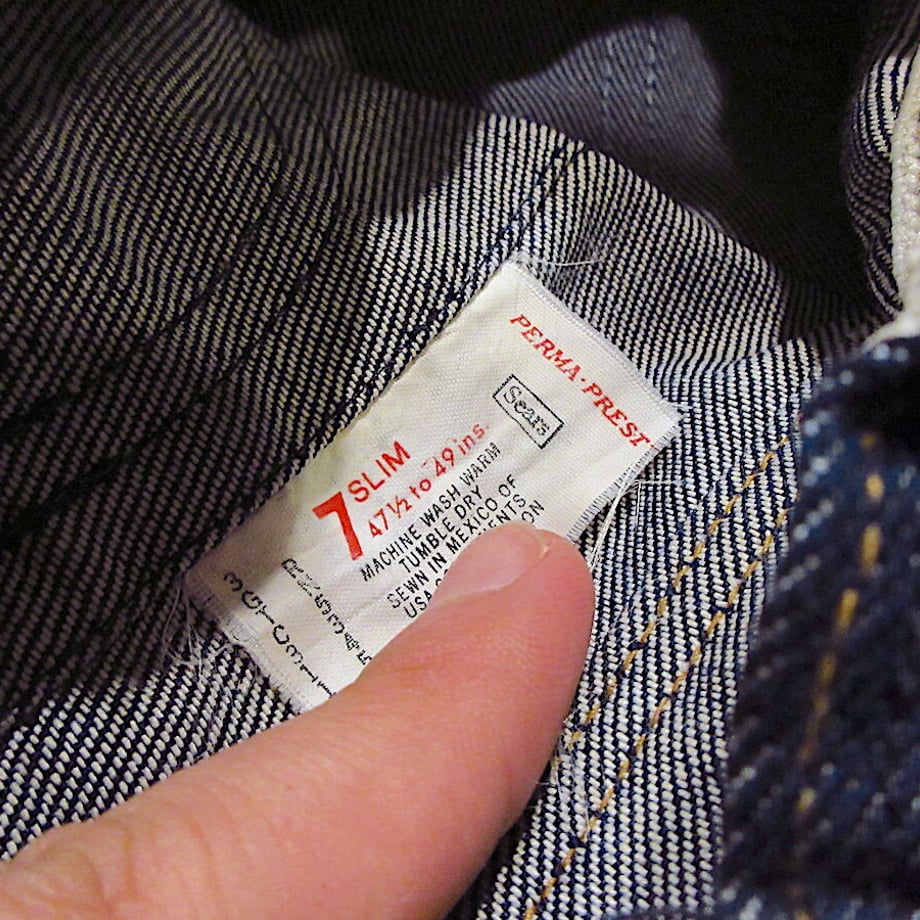 PERMA·PREST
Sears
7 SLIM
47½ to 49 ins.
MACHINE WASH WARM
TUMBLE DRY
SEWN IN MEXICO OF
USA